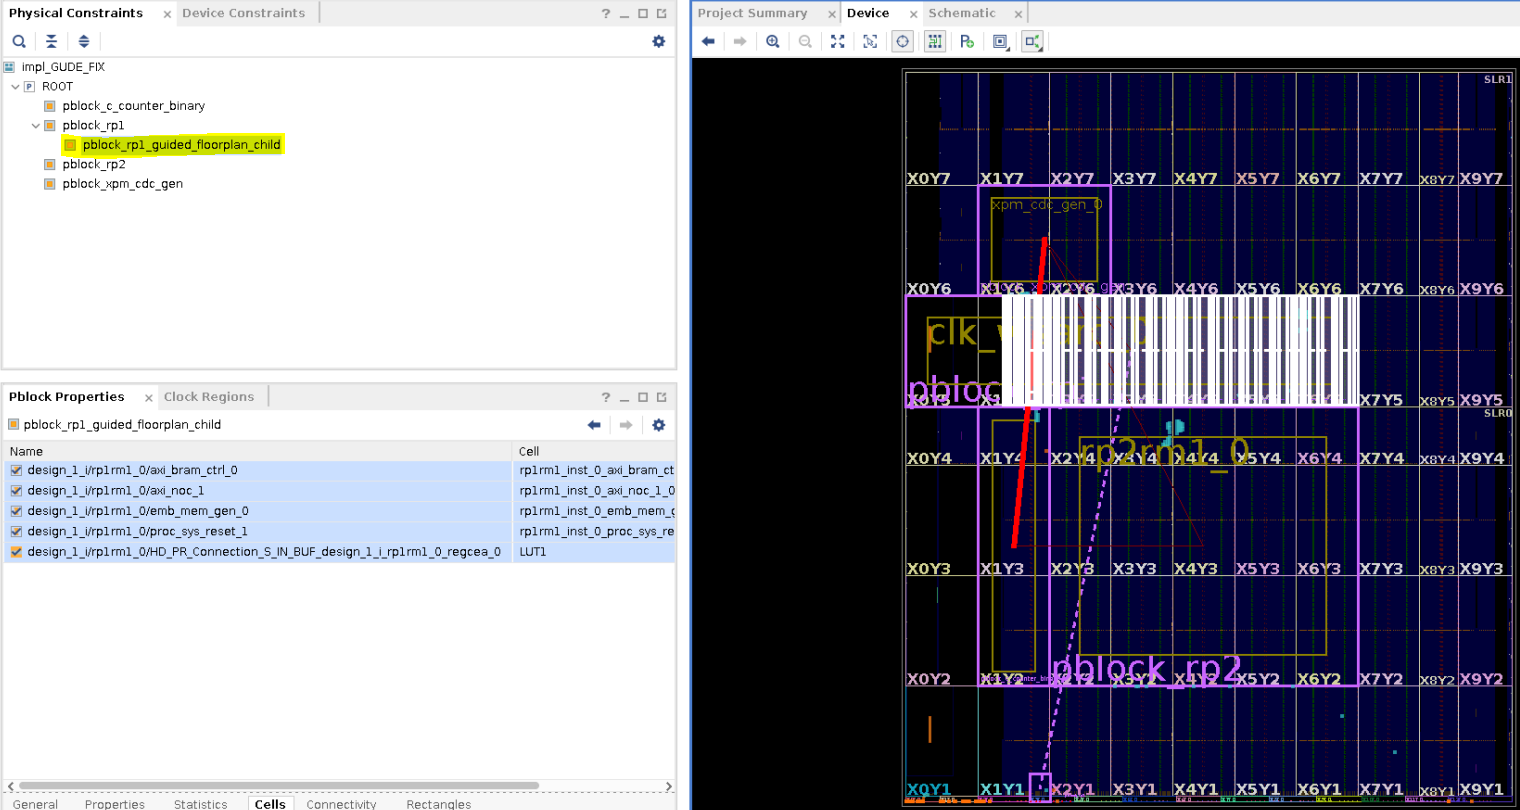 Physical Constraints × Device Constraints ?
impl_GUDE_FIX
ROOT
pblock_c_counter_binary
pblock_rp1
pblock_rp1_guided_floorplan_child
pblock_rp2
pblock_xpm_cdc_gen
Pblock Properties × Clock Regions ?
pblock_rp1_guided_floorplan_child
Name Cell
design_1_i/rp1rm1_0/axi_bram_ctrl_0 rp1rm1_inst_0_axi_bram_ct
design_1_i/rp1rm1_0/axi_noc_1 rp1rm1_inst_0_axi_noc_1_0
design_1_i/rp1rm1_0/emb_mem_gen_0 rp1rm1_inst_0_emb_mem_g
design_1_i/rp1rm1_0/proc_sys_reset_1 rp1rm1_inst_0_proc_sys_re
design_1_i/rp1rm1_0/HD_PR_Connection_S_IN_BUF_design_1_i_rp1rm1_0_regcea_0 LUT1
General Properties Statistics Cells Connectivity Rectangles
Project Summary × Device × Schematic ×
SLR1
X0Y7 X1Y7 X2Y7 X3Y7 X4Y7 X5Y7 X6Y7 X7Y7 X8Y7 X9Y7
xpm_cdc_gen_0
X0Y6 X1Y6 X2Y6 X3Y6 X4Y6 X5Y6 X6Y6 X7Y6 X8Y6 X9Y6
clk_
pbloc
X7Y5 X8Y5 X9Y5
SLR0
rp2rm1_0
X0Y4 X1Y4 X2Y4 X3Y4 X4Y4 X5Y4 X6Y4 X7Y4 X8Y4 X9Y4
X0Y3 X1Y3 X2Y3 X3Y3 X4Y3 X5Y3 X6Y3 X7Y3 X8Y3 X9Y3
pblock_rp2
X0Y2 X1Y2 X2Y2 X3Y2 X4Y2 X5Y2 X6Y2 X7Y2 X8Y2 X9Y2
X0Y1 X1Y1 X2Y1 X3Y1 X4Y1 X5Y1 X6Y1 X7Y1 X8Y1 X9Y1